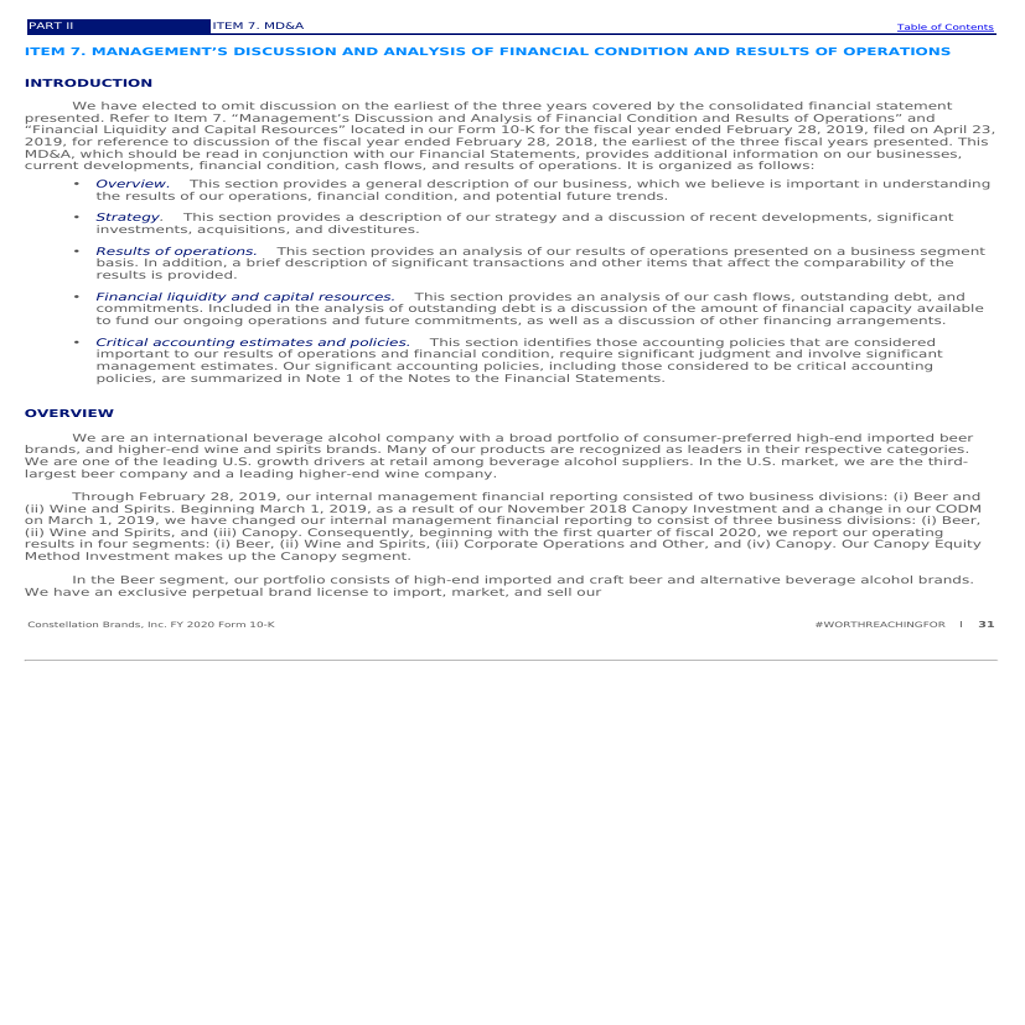 PART II ITEM 7. MD&A Table of Contents
ITEM 7. MANAGEMENT’S DISCUSSION AND ANALYSIS OF FINANCIAL CONDITION AND RESULTS OF OPERATIONS
INTRODUCTION
We have elected to omit discussion on the earliest of the three years covered by the consolidated financial statement
presented. Refer to Item 7. “Management’s Discussion and Analysis of Financial Condition and Results of Operations” and
“Financial Liquidity and Capital Resources” located in our Form 10-K for the fiscal year ended February 28, 2019, filed on April 23,
2019, for reference to discussion of the fiscal year ended February 28, 2018, the earliest of the three fiscal years presented. This
MD&A, which should be read in conjunction with our Financial Statements, provides additional information on our businesses,
current developments, financial condition, cash flows, and results of operations. It is organized as follows:
• Overview. This section provides a general description of our business, which we believe is important in understanding
the results of our operations, financial condition, and potential future trends.
• Strategy. This section provides a description of our strategy and a discussion of recent developments, significant
investments, acquisitions, and divestitures.
• Results of operations. This section provides an analysis of our results of operations presented on a business segment
basis. In addition, a brief description of significant transactions and other items that affect the comparability of the
results is provided.
• Financial liquidity and capital resources. This section provides an analysis of our cash flows, outstanding debt, and
commitments. Included in the analysis of outstanding debt is a discussion of the amount of financial capacity available
to fund our ongoing operations and future commitments, as well as a discussion of other financing arrangements.
• Critical accounting estimates and policies. This section identifies those accounting policies that are considered
important to our results of operations and financial condition, require significant judgment and involve significant
management estimates. Our significant accounting policies, including those considered to be critical accounting
policies, are summarized in Note 1 of the Notes to the Financial Statements.
OVERVIEW
We are an international beverage alcohol company with a broad portfolio of consumer-preferred high-end imported beer
brands, and higher-end wine and spirits brands. Many of our products are recognized as leaders in their respective categories.
We are one of the leading U.S. growth drivers at retail among beverage alcohol suppliers. In the U.S. market, we are the third-
largest beer company and a leading higher-end wine company.
Through February 28, 2019, our internal management financial reporting consisted of two business divisions: (i) Beer and
(ii) Wine and Spirits. Beginning March 1, 2019, as a result of our November 2018 Canopy Investment and a change in our CODM
on March 1, 2019, we have changed our internal management financial reporting to consist of three business divisions: (i) Beer,
(ii) Wine and Spirits, and (iii) Canopy. Consequently, beginning with the first quarter of fiscal 2020, we report our operating
results in four segments: (i) Beer, (ii) Wine and Spirits, (iii) Corporate Operations and Other, and (iv) Canopy. Our Canopy Equity
Method Investment makes up the Canopy segment.
In the Beer segment, our portfolio consists of high-end imported and craft beer and alternative beverage alcohol brands.
We have an exclusive perpetual brand license to import, market, and sell our
Constellation Brands, Inc. FY 2020 Form 10-K #WORTHREACHINGFOR I 31